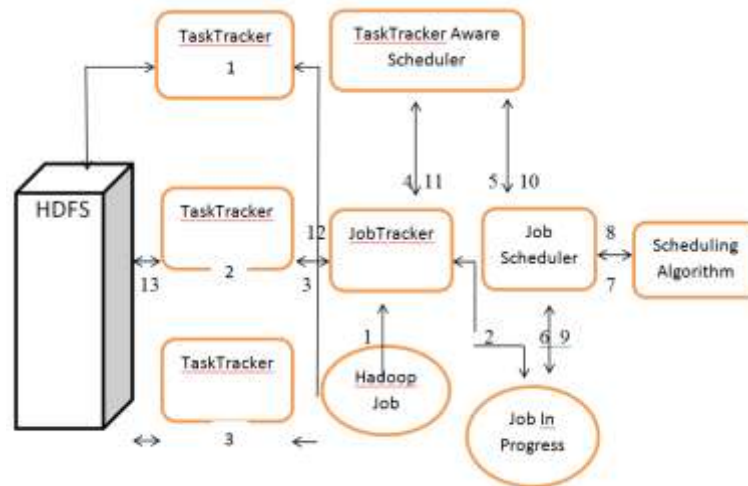 TaskTracker
1
TaskTracker Aware
Scheduler
4 11
5 10
HDFS
TaskTracker
2
12
3
13
JobTracker
Job
Scheduler
8
7
Scheduling
Algorithm
1
2
6 9
TaskTracker
3
Hadoop
Job
Job In
Progress